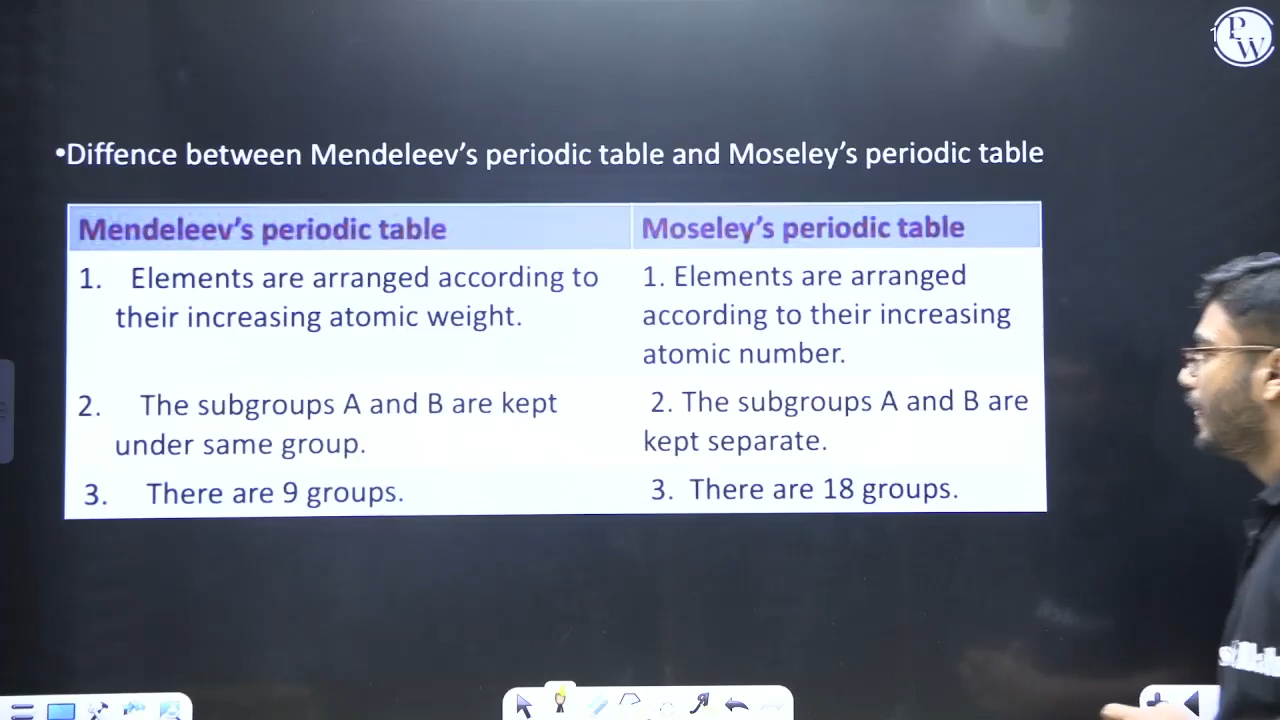 PW
•Diffence between Mendeleev's periodic table and Moseley's periodic table
Mendeleev's periodic table
Moseley's periodic table
1. Elements are arranged according to
their increasing atomic weight.
1. Elements are arranged
according to their increasing
atomic number.
2. The subgroups A and B are kept
under same group.
2. The subgroups A and B are
kept separate.
3. There are 9 groups.
3. There are 18 groups.